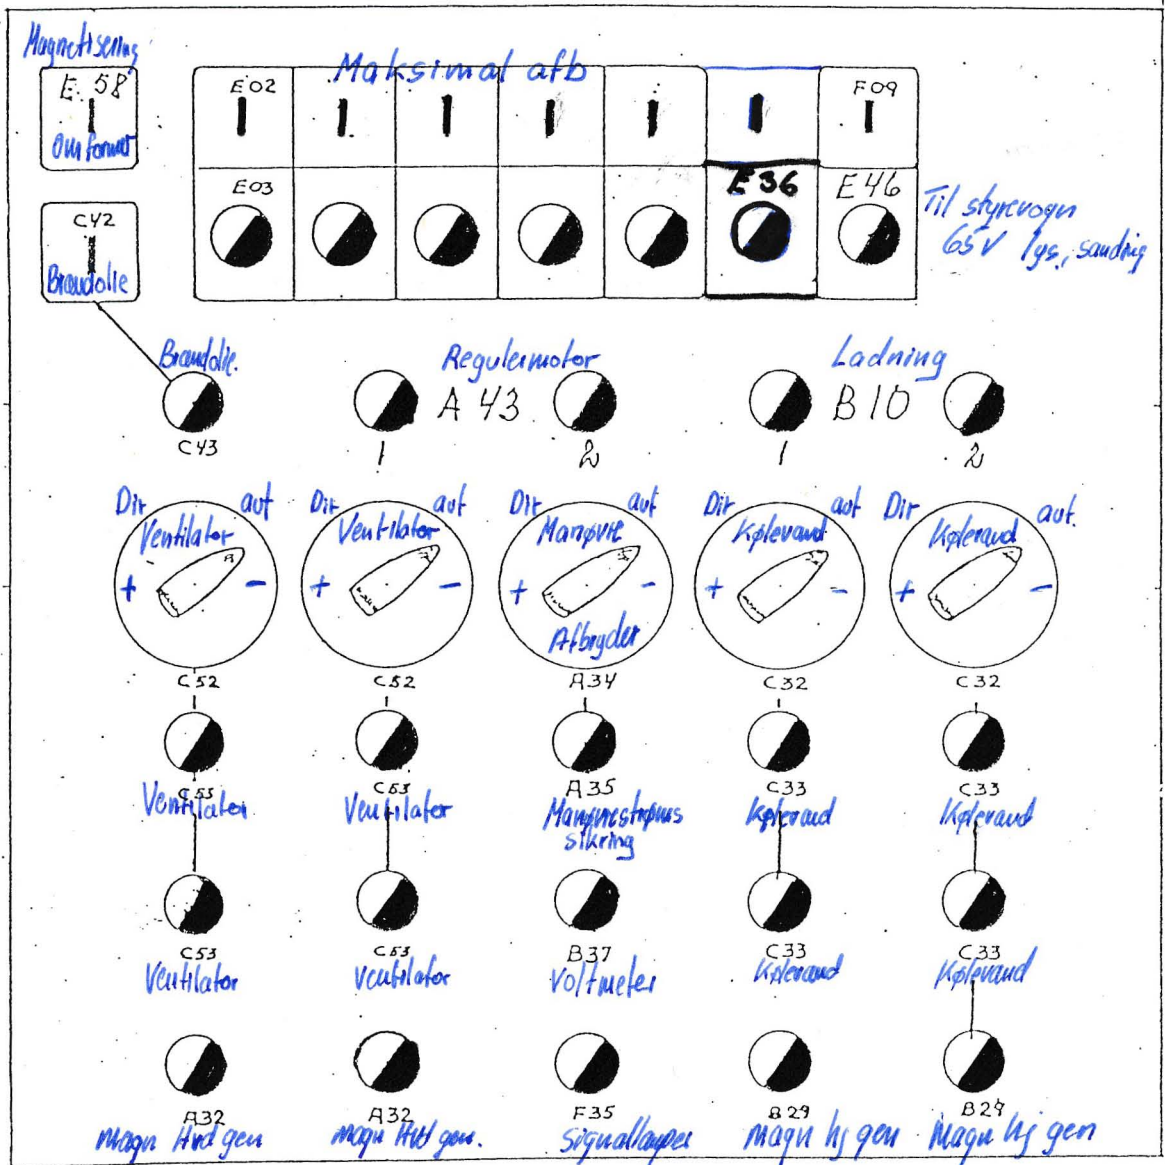 Magnetisering
E. 58
Omformer
Maksimal afb
E02
F09
E03
E36
E46
Til styrevogn
65V lys, sanding
C42
Brændolie
Brændolie.
C43
Regulermotor
A 43
1
2
Ladning
B10
1
2
Dir aut
Ventilator
+ -
C52
Dir aut
Ventilator
+ -
C52
Dir aut
Manøvre
+ -
Afbryder
A34
Dir aut
Kølevand
+ -
C32
Dir aut.
Kølevand
+ -
C32
C53
Ventilator
C53
Ventilator
A35
Manøvrestrøms
sikring
C33
Kølevand
C33
Kølevand
C53
Ventilator
C53
Ventilator
B37
Voltmeter
C33
Kølevand
C33
Kølevand
A32
Magn Hvd gen
A32
Magn Hvd gen.
F35
Signallamper
B29
Magn hj gen
B29
Magn hj gen